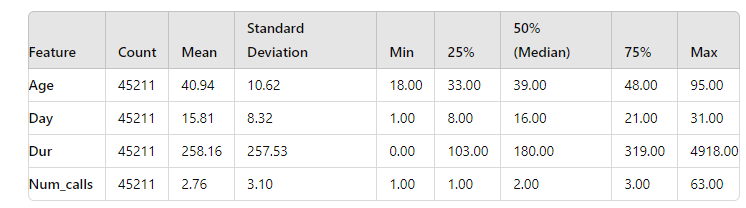 Feature Count Mean Standard Deviation Min 25% 50% (Median) 75% Max
Age 45211 40.94 10.62 18.00 33.00 39.00 48.00 95.00
Day 45211 15.81 8.32 1.00 8.00 16.00 21.00 31.00
Dur 45211 258.16 257.53 0.00 103.00 180.00 319.00 4918.00
Num_calls 45211 2.76 3.10 1.00 1.00 2.00 3.00 63.00